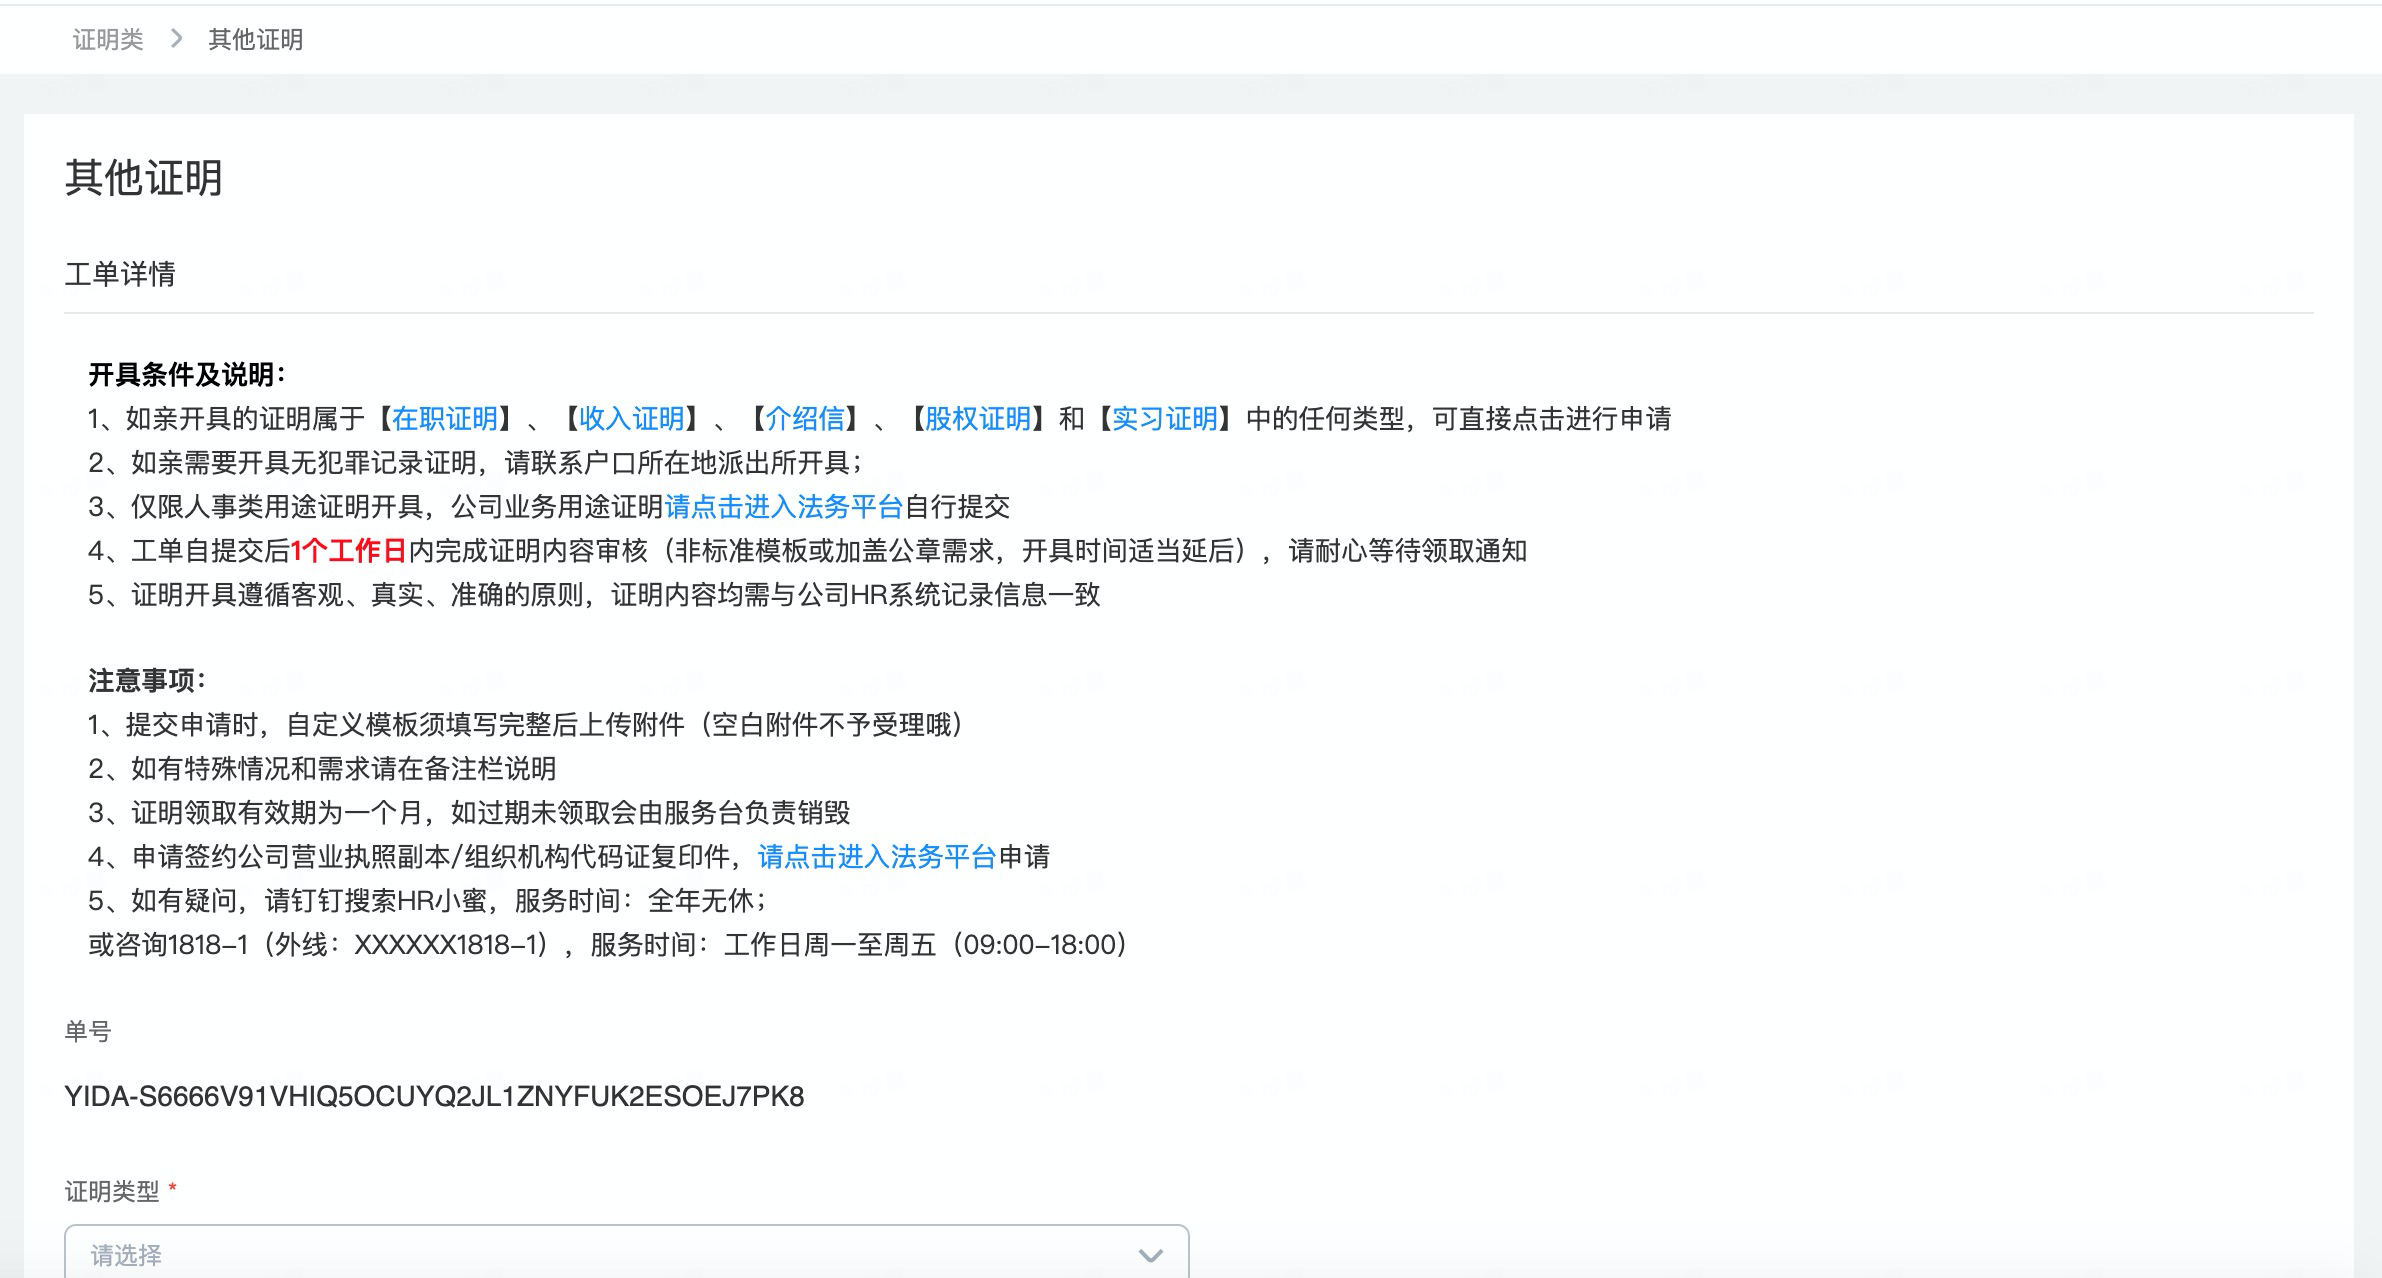 证明类 > 其他证明
其他证明
工单详情
开具条件及说明：
1、如亲开具的证明属于【在职证明】、【收入证明】、【介绍信】、【股权证明】和【实习证明】中的任何类型，可直接点击进行申请
2、如亲需要开具无犯罪记录证明，请联系户口所在地派出所开具；
3、仅限人事类用途证明开具，公司业务用途证明请点击进入法务平台自行提交
4、工单自提交后1个工作日内完成证明内容审核（非标准模板或加盖公章需求，开具时间适当延后），请耐心等待领取通知
5、证明开具遵循客观、真实、准确的原则，证明内容均需与公司HR系统记录信息一致
注意事项：
1、提交申请时，自定义模板须填写完整后上传附件（空白附件不予受理哦）
2、如有特殊情况和需求请在备注栏说明
3、证明领取有效期为一个月，如过期未领取会由服务台负责销毁
4、申请签约公司营业执照副本/组织机构代码证复印件，请点击进入法务平台申请
5、如有疑问，请钉钉搜索HR小蜜，服务时间：全年无休；
或咨询1818-1（外线：XXXXXX1818-1），服务时间：工作日周一至周五（09:00-18:00）
单号
YIDA-S6666V91VHIQ5OCUYQ2JL1ZNYFUK2ESOEJ7PK8
证明类型 *
请选择